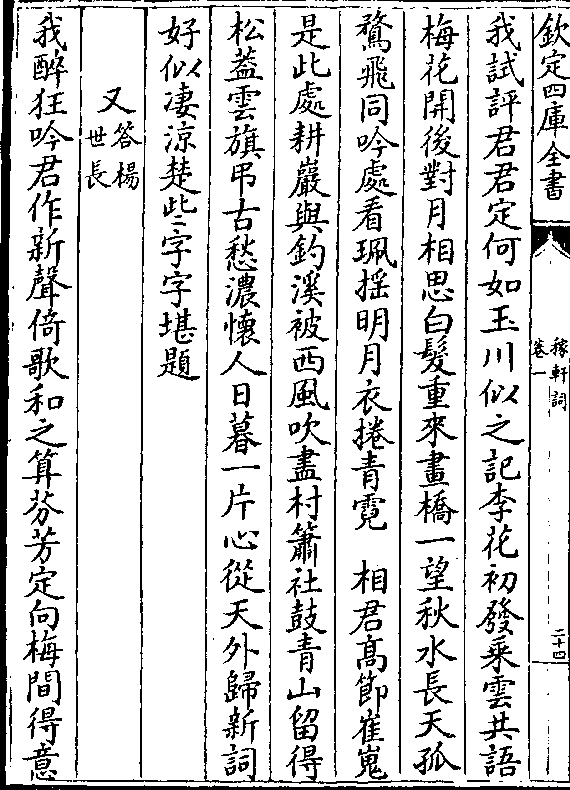 欽定四庫全書
稼軒詞
卷一
二十四
我試評君君定何如玉川似之記李花初發乘雲共語
梅花開後對月相思白髮重來畫橋一望秋水長天孤
鶩飛同吟處看珮摇明月衣捲青霓　相君高節崔嵬
是此處耕巖與釣溪被西風吹盡村簫社鼓青山留得
松蓋雲旗弔古愁濃懷人日暮一片心從天外歸新詞
好似凄涼楚些字字堪題
又答楊世長
我醉狂吟君作新聲倚歌和之算芬芳定向梅間得意